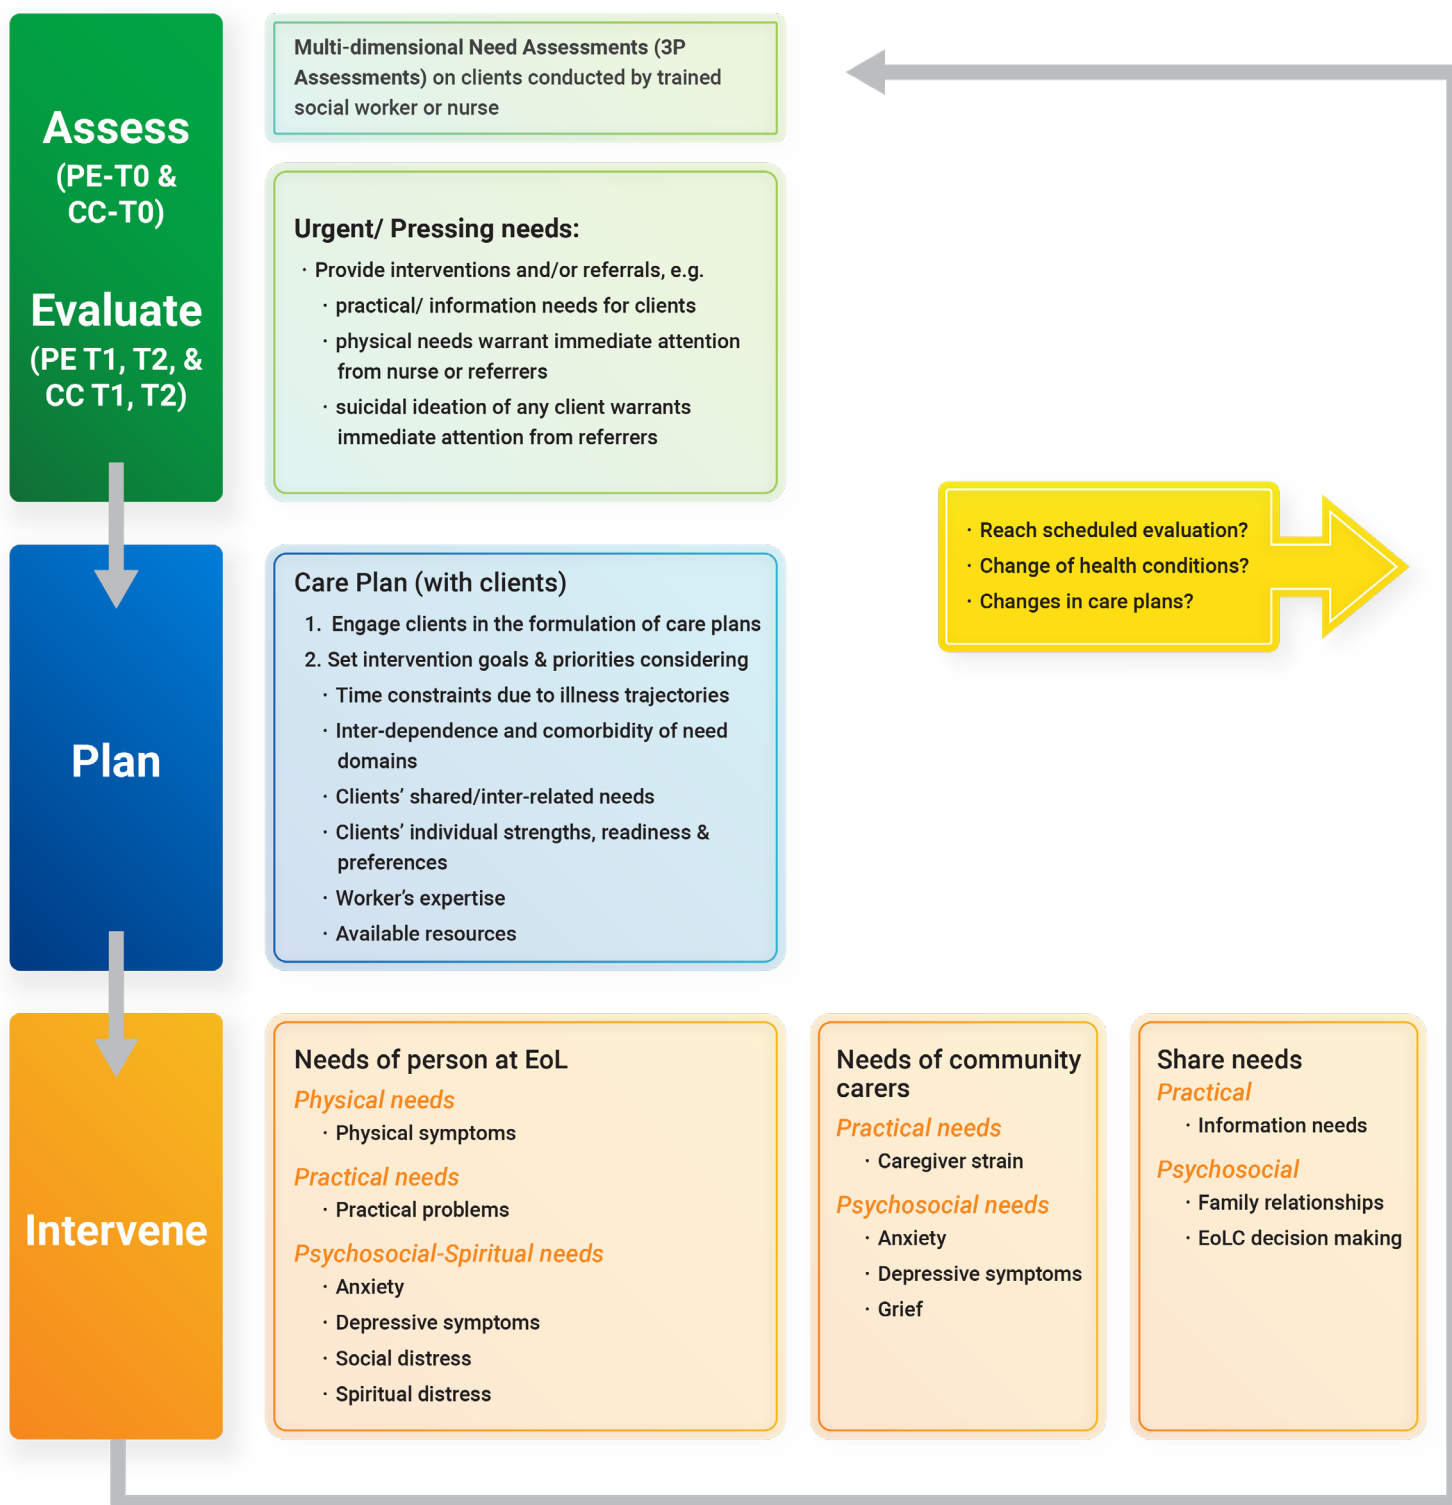 Assess
(PE-T0 &
CC-T0)
Evaluate
(PE T1, T2, &
CC T1, T2)
Multi-dimensional Need Assessments (3P
Assessments) on clients conducted by trained
social worker or nurse
Urgent/ Pressing needs:
· Provide interventions and/or referrals, e.g.
· practical/ information needs for clients
· physical needs warrant immediate attention
from nurse or referrers
· suicidal ideation of any client warrants
immediate attention from referrers
· Reach scheduled evaluation?
· Change of health conditions?
· Changes in care plans?
Plan
Care Plan (with clients)
1. Engage clients in the formulation of care plans
2. Set intervention goals & priorities considering
· Time constraints due to illness trajectories
· Inter-dependence and comorbidity of need
domains
· Clients’ shared/inter-related needs
· Clients’ individual strengths, readiness &
preferences
· Worker’s expertise
· Available resources
Intervene
Needs of person at EoL
Physical needs
· Physical symptoms
Practical needs
· Practical problems
Psychosocial-Spiritual needs
· Anxiety
· Depressive symptoms
· Social distress
· Spiritual distress
Needs of community
carers
Practical needs
· Caregiver strain
Psychosocial needs
· Anxiety
· Depressive symptoms
· Grief
Share needs
Practical
· Information needs
Psychosocial
· Family relationships
· EoLC decision making